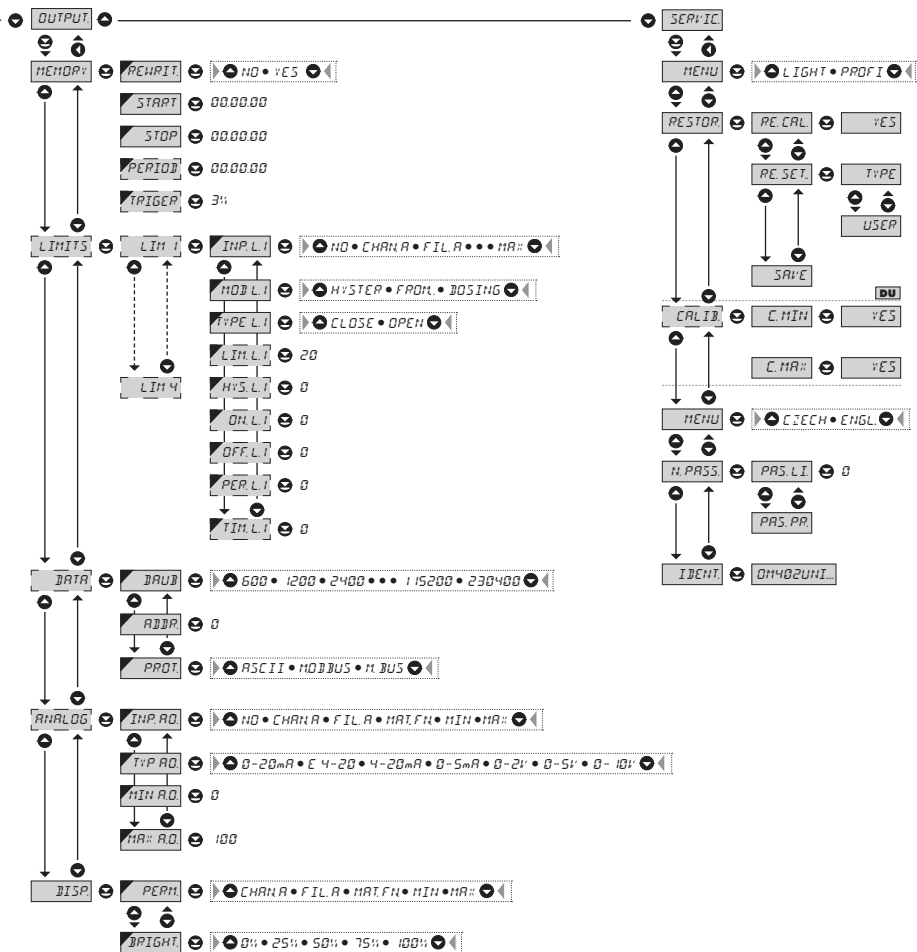 OUTPUT.
MEMORY REWRIT. NO • YES
START 00.00.00
STOP 00.00.00
PERIOD 00.00.00
TRIGER 3%
LIMITS LIM 1 INP. L.1 NO • CHAN.A • FIL. A • • • MAX
MOD L.1 HYSTER • FROM. • DOSING
TYPE L.1 CLOSE • OPEN
LIM. L.1 20
LIM 4 HYS. L.1 0
ON. L.1 0
OFF. L.1 0
PER. L.1 0
TIM. L.1 0
DATA BAUD 600 • 1200 • 2400 • • • 115200 • 230400
ADDR. 0
PROT. ASCII • MODBUS • M. BUS
ANALOG INP. AO. NO • CHAN.A • FIL. A • MAT.FN. • MIN • MAX
TYP AO. 0-20mA • E 4-20 • 4-20mA • 0-5mA • 0-2V • 0-5V • 0-10V
MIN A.O. 0
MAX A.O. 100
DISP. PERM. CHAN.A • FIL. A • MAT.FN. • MIN • MAX
BRIGHT. 0% • 25% • 50% • 75% • 100%
SERVIC.
MENU LIGHT • PROFI
RESTOR. RE. CAL. YES
RE. SET. TYPE
USER
SAVE
DU
CALIB. C. MIN YES
C. MAX YES
MENU CZECH • ENGL.
N. PASS. PAS. LI. 0
PAS. PR.
IDENT. OM402UNI...